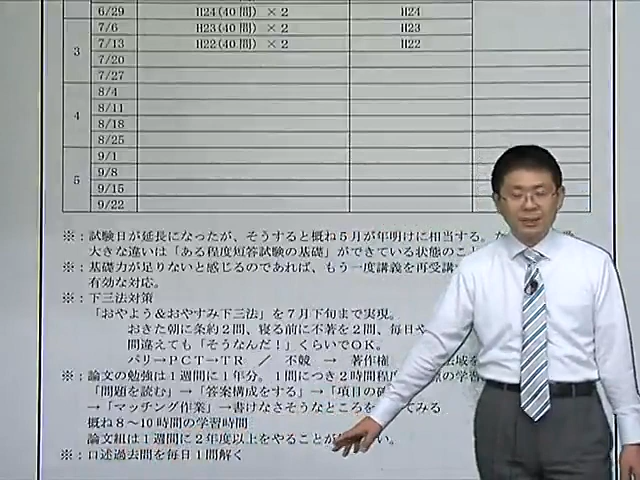 6/29 H24(40問)×2 H24
3 7/6 H23(40問)×2 H23
7/13 H22(40問)×2 H22
7/20
7/27
4 8/4
8/11
8/18
8/25
5 9/1
9/8
9/15
9/22
※：試験日が延長になったが、そうすると概ね５月が年明けに相当する。
大きな違いは「ある程度短答試験の基礎」ができている状態のこ
※：基礎力が足りないと感じるのであれば、もう一度講義を再受講
有効な対応。
※：下三法対策
「おやよう＆おやすみ下三法」を７月下旬まで実現。
おきた朝に条約２問、寝る前に不著を２問、毎日や
間違えても「そうなんだ！」くらいでＯＫ。
パリ→ＰＣＴ→ＴＲ ／ 不競 → 著作権
※：論文の勉強は１週間に１年分。１問につき２時間程度 の学習
「問題を読む」→「答案構成をする」→「項目の確
→「マッチング作業」→書けなさそうなところを てみる
概ね８～10時間の学習時間
論文組は１週間に２年度以上をやること い。
※：口述過去問を毎日１問解く